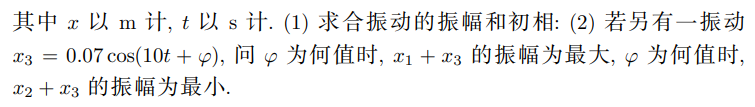 其中 x 以 m 计, t 以 s 计. (1) 求合振动的振幅和初相: (2) 若另有一振动
x₃ = 0.07 cos(10t + φ), 问 φ 为何值时, x₁ + x₃ 的振幅为最大, φ 为何值时,
x₂ + x₃ 的振幅为最小.